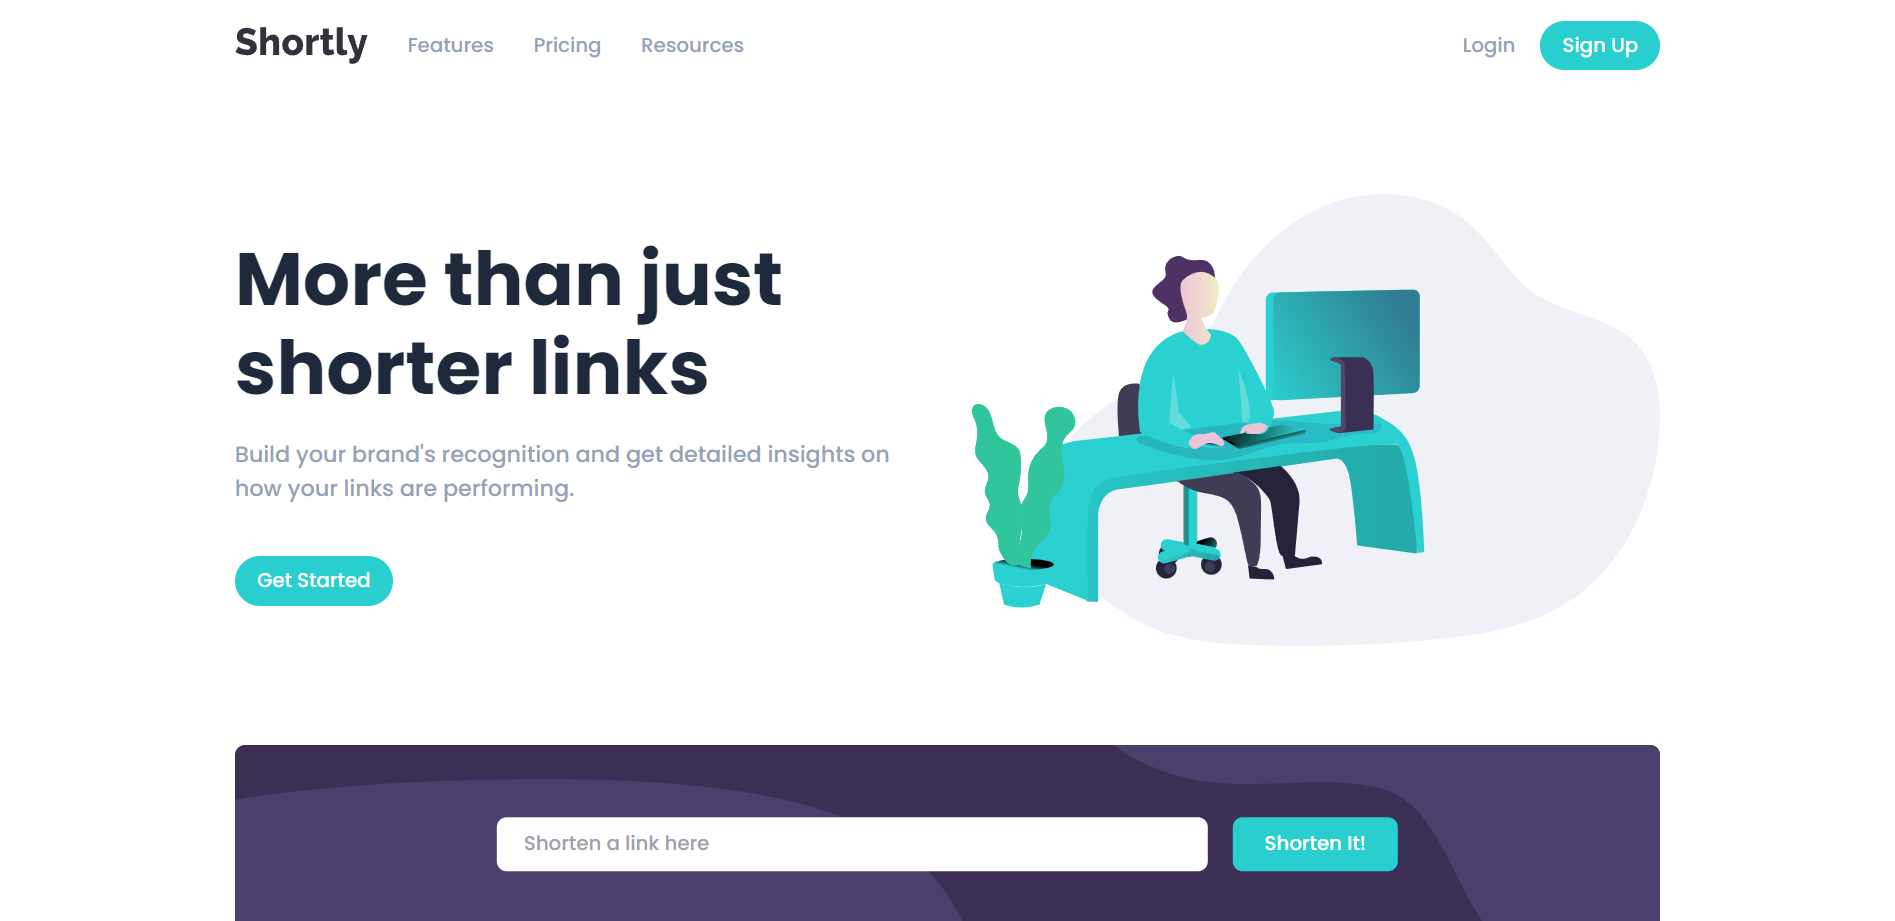 Shortly Features Pricing Resources Login Sign Up
More than just
shorter links
Build your brand's recognition and get detailed insights on
how your links are performing.
Get Started
Shorten a link here Shorten It!